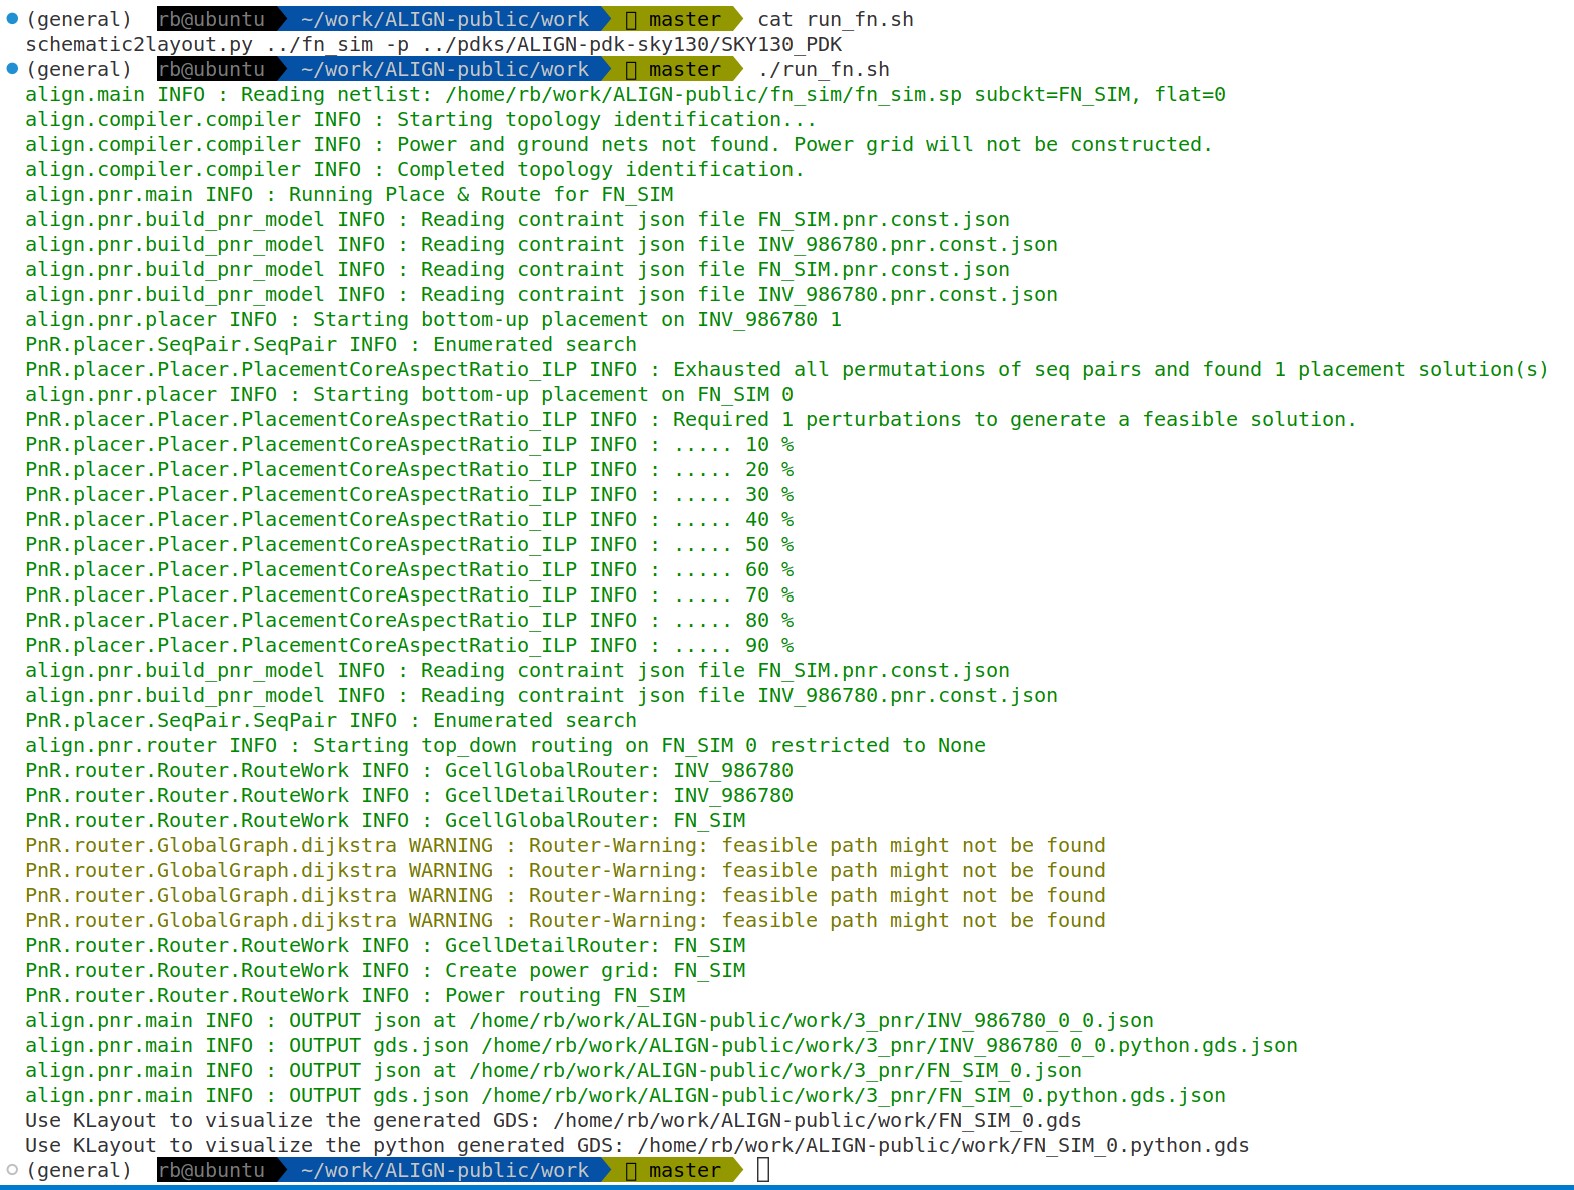 (general) rb@ubuntu ~/work/ALIGN-public/work master cat run_fn.sh
schematic2layout.py ../fn_sim -p ../pdks/ALIGN-pdk-sky130/SKY130_PDK
(general) rb@ubuntu ~/work/ALIGN-public/work master ./run_fn.sh
align.main INFO : Reading netlist: /home/rb/work/ALIGN-public/fn_sim/fn_sim.sp subckt=FN_SIM, flat=0
align.compiler.compiler INFO : Starting topology identification...
align.compiler.compiler INFO : Power and ground nets not found. Power grid will not be constructed.
align.compiler.compiler INFO : Completed topology identification.
align.pnr.main INFO : Running Place & Route for FN_SIM
align.pnr.build_pnr_model INFO : Reading contraint json file FN_SIM.pnr.const.json
align.pnr.build_pnr_model INFO : Reading contraint json file INV_986780.pnr.const.json
align.pnr.build_pnr_model INFO : Reading contraint json file FN_SIM.pnr.const.json
align.pnr.build_pnr_model INFO : Reading contraint json file INV_986780.pnr.const.json
align.pnr.placer INFO : Starting bottom-up placement on INV_986780 1
PnR.placer.SeqPair.SeqPair INFO : Enumerated search
PnR.placer.Placer.PlacementCoreAspectRatio_ILP INFO : Exhausted all permutations of seq pairs and found 1 placement solution(s)
align.pnr.placer INFO : Starting bottom-up placement on FN_SIM 0
PnR.placer.Placer.PlacementCoreAspectRatio_ILP INFO : Required 1 perturbations to generate a feasible solution.
PnR.placer.Placer.PlacementCoreAspectRatio_ILP INFO : ..... 10 %
PnR.placer.Placer.PlacementCoreAspectRatio_ILP INFO : ..... 20 %
PnR.placer.Placer.PlacementCoreAspectRatio_ILP INFO : ..... 30 %
PnR.placer.Placer.PlacementCoreAspectRatio_ILP INFO : ..... 40 %
PnR.placer.Placer.PlacementCoreAspectRatio_ILP INFO : ..... 50 %
PnR.placer.Placer.PlacementCoreAspectRatio_ILP INFO : ..... 60 %
PnR.placer.Placer.PlacementCoreAspectRatio_ILP INFO : ..... 70 %
PnR.placer.Placer.PlacementCoreAspectRatio_ILP INFO : ..... 80 %
PnR.placer.Placer.PlacementCoreAspectRatio_ILP INFO : ..... 90 %
align.pnr.build_pnr_model INFO : Reading contraint json file FN_SIM.pnr.const.json
align.pnr.build_pnr_model INFO : Reading contraint json file INV_986780.pnr.const.json
PnR.placer.SeqPair.SeqPair INFO : Enumerated search
align.pnr.router INFO : Starting top_down routing on FN_SIM 0 restricted to None
PnR.router.Router.RouteWork INFO : GcellGlobalRouter: INV_986780
PnR.router.Router.RouteWork INFO : GcellDetailRouter: INV_986780
PnR.router.Router.RouteWork INFO : GcellGlobalRouter: FN_SIM
PnR.router.GlobalGraph.dijkstra WARNING : Router-Warning: feasible path might not be found
PnR.router.GlobalGraph.dijkstra WARNING : Router-Warning: feasible path might not be found
PnR.router.GlobalGraph.dijkstra WARNING : Router-Warning: feasible path might not be found
PnR.router.GlobalGraph.dijkstra WARNING : Router-Warning: feasible path might not be found
PnR.router.Router.RouteWork INFO : GcellDetailRouter: FN_SIM
PnR.router.Router.RouteWork INFO : Create power grid: FN_SIM
PnR.router.Router.RouteWork INFO : Power routing FN_SIM
align.pnr.main INFO : OUTPUT json at /home/rb/work/ALIGN-public/work/3_pnr/INV_986780_0_0.json
align.pnr.main INFO : OUTPUT gds.json /home/rb/work/ALIGN-public/work/3_pnr/INV_986780_0_0.python.gds.json
align.pnr.main INFO : OUTPUT json at /home/rb/work/ALIGN-public/work/3_pnr/FN_SIM_0.json
align.pnr.main INFO : OUTPUT gds.json /home/rb/work/ALIGN-public/work/3_pnr/FN_SIM_0.python.gds.json
Use KLayout to visualize the generated GDS: /home/rb/work/ALIGN-public/work/FN_SIM_0.gds
Use KLayout to visualize the python generated GDS: /home/rb/work/ALIGN-public/work/FN_SIM_0.python.gds
(general) rb@ubuntu ~/work/ALIGN-public/work master